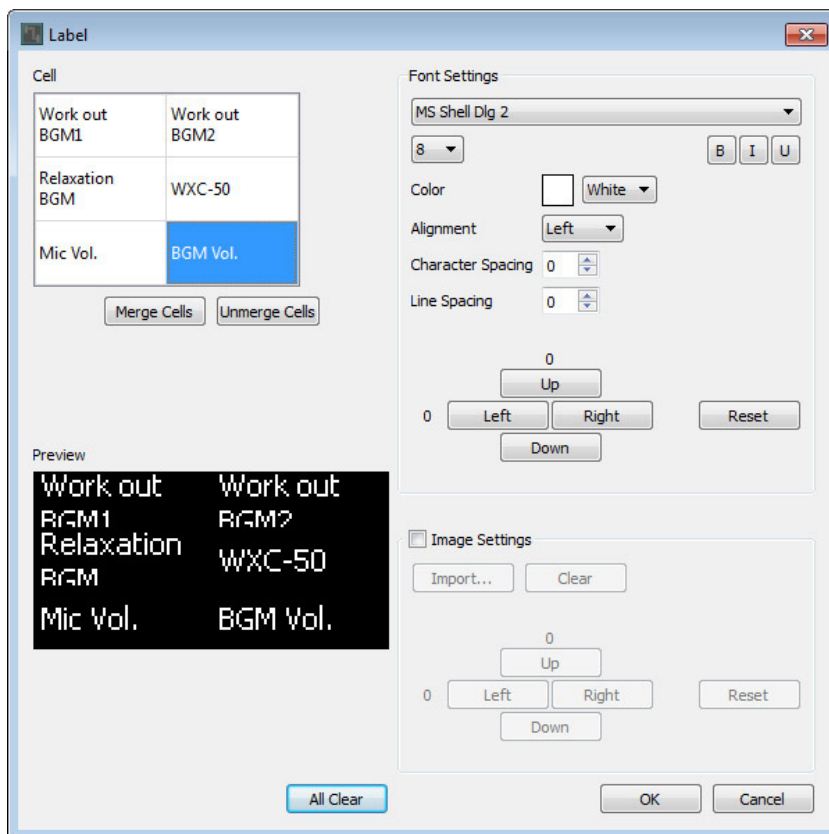 Label
Cell
Work out
BGM1
Work out
BGM2
Relaxation
BGM
WXC-50
Mic Vol.
BGM Vol.
Merge Cells
Unmerge Cells
Preview
Work out
BGM1
Work out
BGM2
Relaxation
BGM
WXC-50
Mic Vol.
BGM Vol.
All Clear
Font Settings
MS Shell Dlg 2
8
B I U
Color White
Alignment Left
Character Spacing 0
Line Spacing 0
0
Up
0 Left Right Reset
Down
Image Settings
Import... Clear
0
Up
0 Left Right Reset
Down
OK Cancel